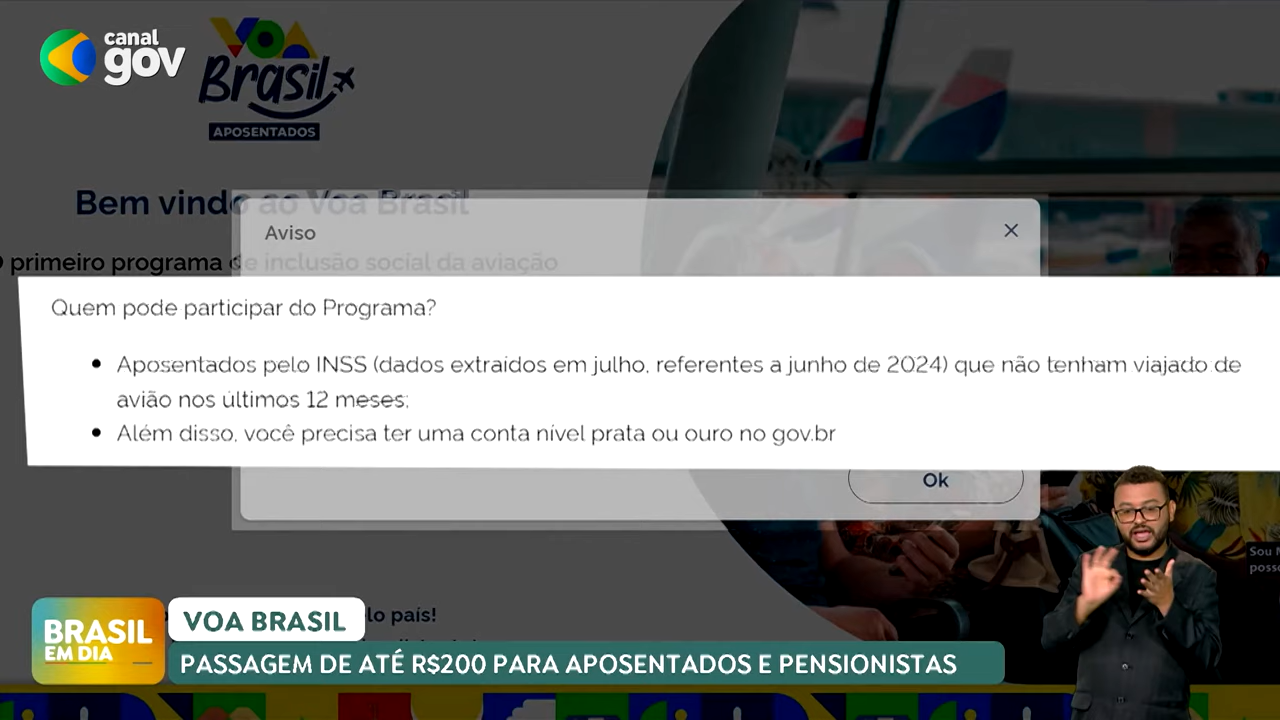 canal
gov
VOA
Brasil
APOSENTADOS
Bem vindo ao Voa Brasil
primeiro programa de inclusão social da aviação
Aviso
Quem pode participar do Programa?
• Aposentados pelo INSS (dados extraídos em julho, referentes a junho de 2024) que não tenham viajado de
avião nos últimos 12 meses;
• Além disso, você precisa ter uma conta nível prata ou ouro no gov.br
Ok
Sou
lo país!
BRASIL
EM DIA
VOA BRASIL
PASSAGEM DE ATÉ R$200 PARA APOSENTADOS E PENSIONISTAS